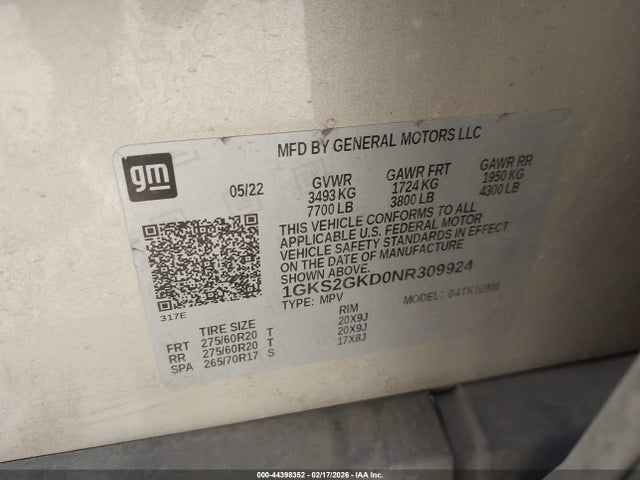 MFD BY GENERAL MOTORS LLC
gm
05/22 GVWR GAWR FRT GAWR RR
3493 KG 1724 KG 1950 KG
7700 LB 3800 LB 4300 LB
THIS VEHICLE CONFORMS TO ALL
APPLICABLE U.S. FEDERAL MOTOR
VEHICLE SAFETY STANDARDS IN EFFECT
ON THE DATE OF MANUFACTURE
SHOWN ABOVE.
1GKS2GKD0NR309924
317E TYPE: MPV MODEL: 04TK10906
TIRE SIZE RIM
FRT 275/60R20 T 20X9J
RR 275/60R20 T 20X9J
SPA 265/70R17 S 17X8J
000-44398352 - 02/17/2026 - IAA Inc.